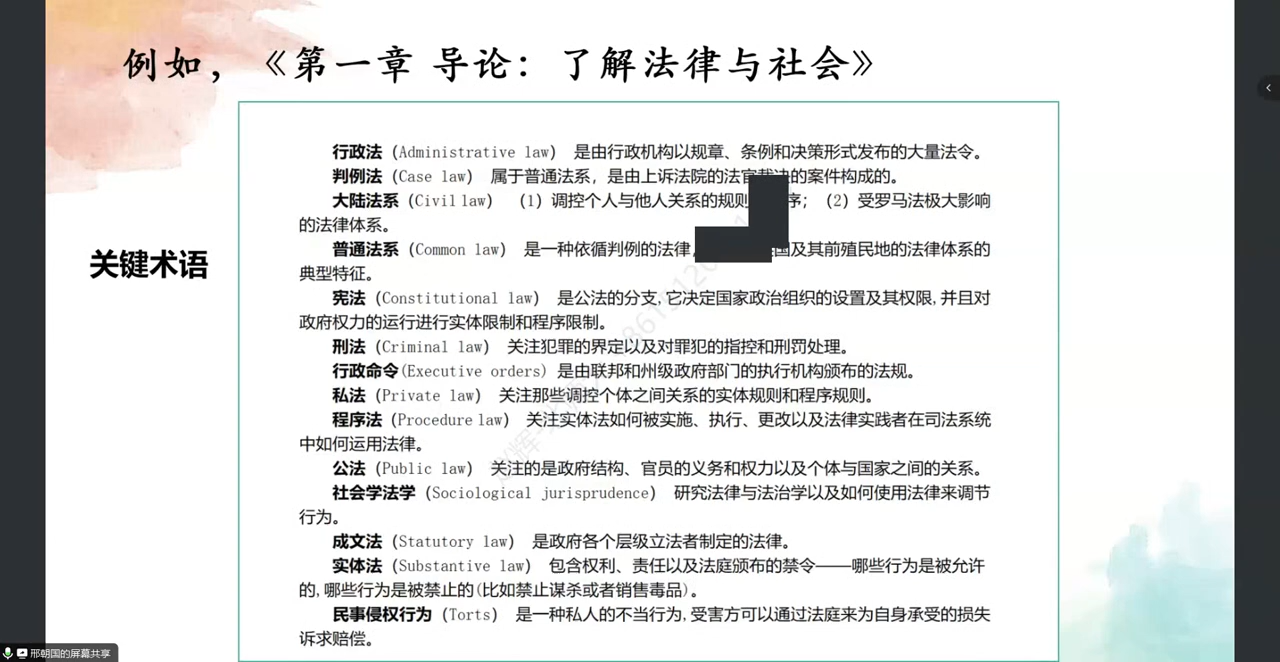 例如，《第一章 导论：了解法律与社会》
关键术语
行政法（Administrative law） 是由行政机构以规章、条例和决策形式发布的大量法令。
判例法（Case law） 属于普通法系，是由上诉法院的法官裁决的案件构成的。
大陆法系（Civil law）（1）调控个人与他人关系的规则 序；（2）受罗马法极大影响
的法律体系。
普通法系（Common law） 是一种依循判例的法律 国及其前殖民地的法律体系的
典型特征。
宪法（Constitutional law） 是公法的分支，它决定国家政治组织的设置及其权限，并且对
政府权力的运行进行实体限制和程序限制。
刑法（Criminal law） 关注犯罪的界定以及对罪犯的指控和刑罚处理。
行政命令(Executive orders) 是由联邦和州级政府部门的执行机构颁布的法规。
私法（Private law） 关注那些调控个体之间关系的实体规则和程序规则。
程序法（Procedure law） 关注实体法如何被实施、执行、更改以及法律实践者在司法系统
中如何运用法律。
公法（Public law） 关注的是政府结构、官员的义务和权力以及个体与国家之间的关系。
社会学法学（Sociological jurisprudence） 研究法律与法治学以及如何使用法律来调节
行为。
成文法（Statutory law） 是政府各个层级立法者制定的法律。
实体法（Substantive law） 包含权利、责任以及法庭颁布的禁令——哪些行为是被允许
的，哪些行为是被禁止的(比如禁止谋杀或者销售毒品)。
民事侵权行为（Torts） 是一种私人的不当行为，受害方可以通过法庭来为自身承受的损失
诉求赔偿。
邢朝国的屏幕共享